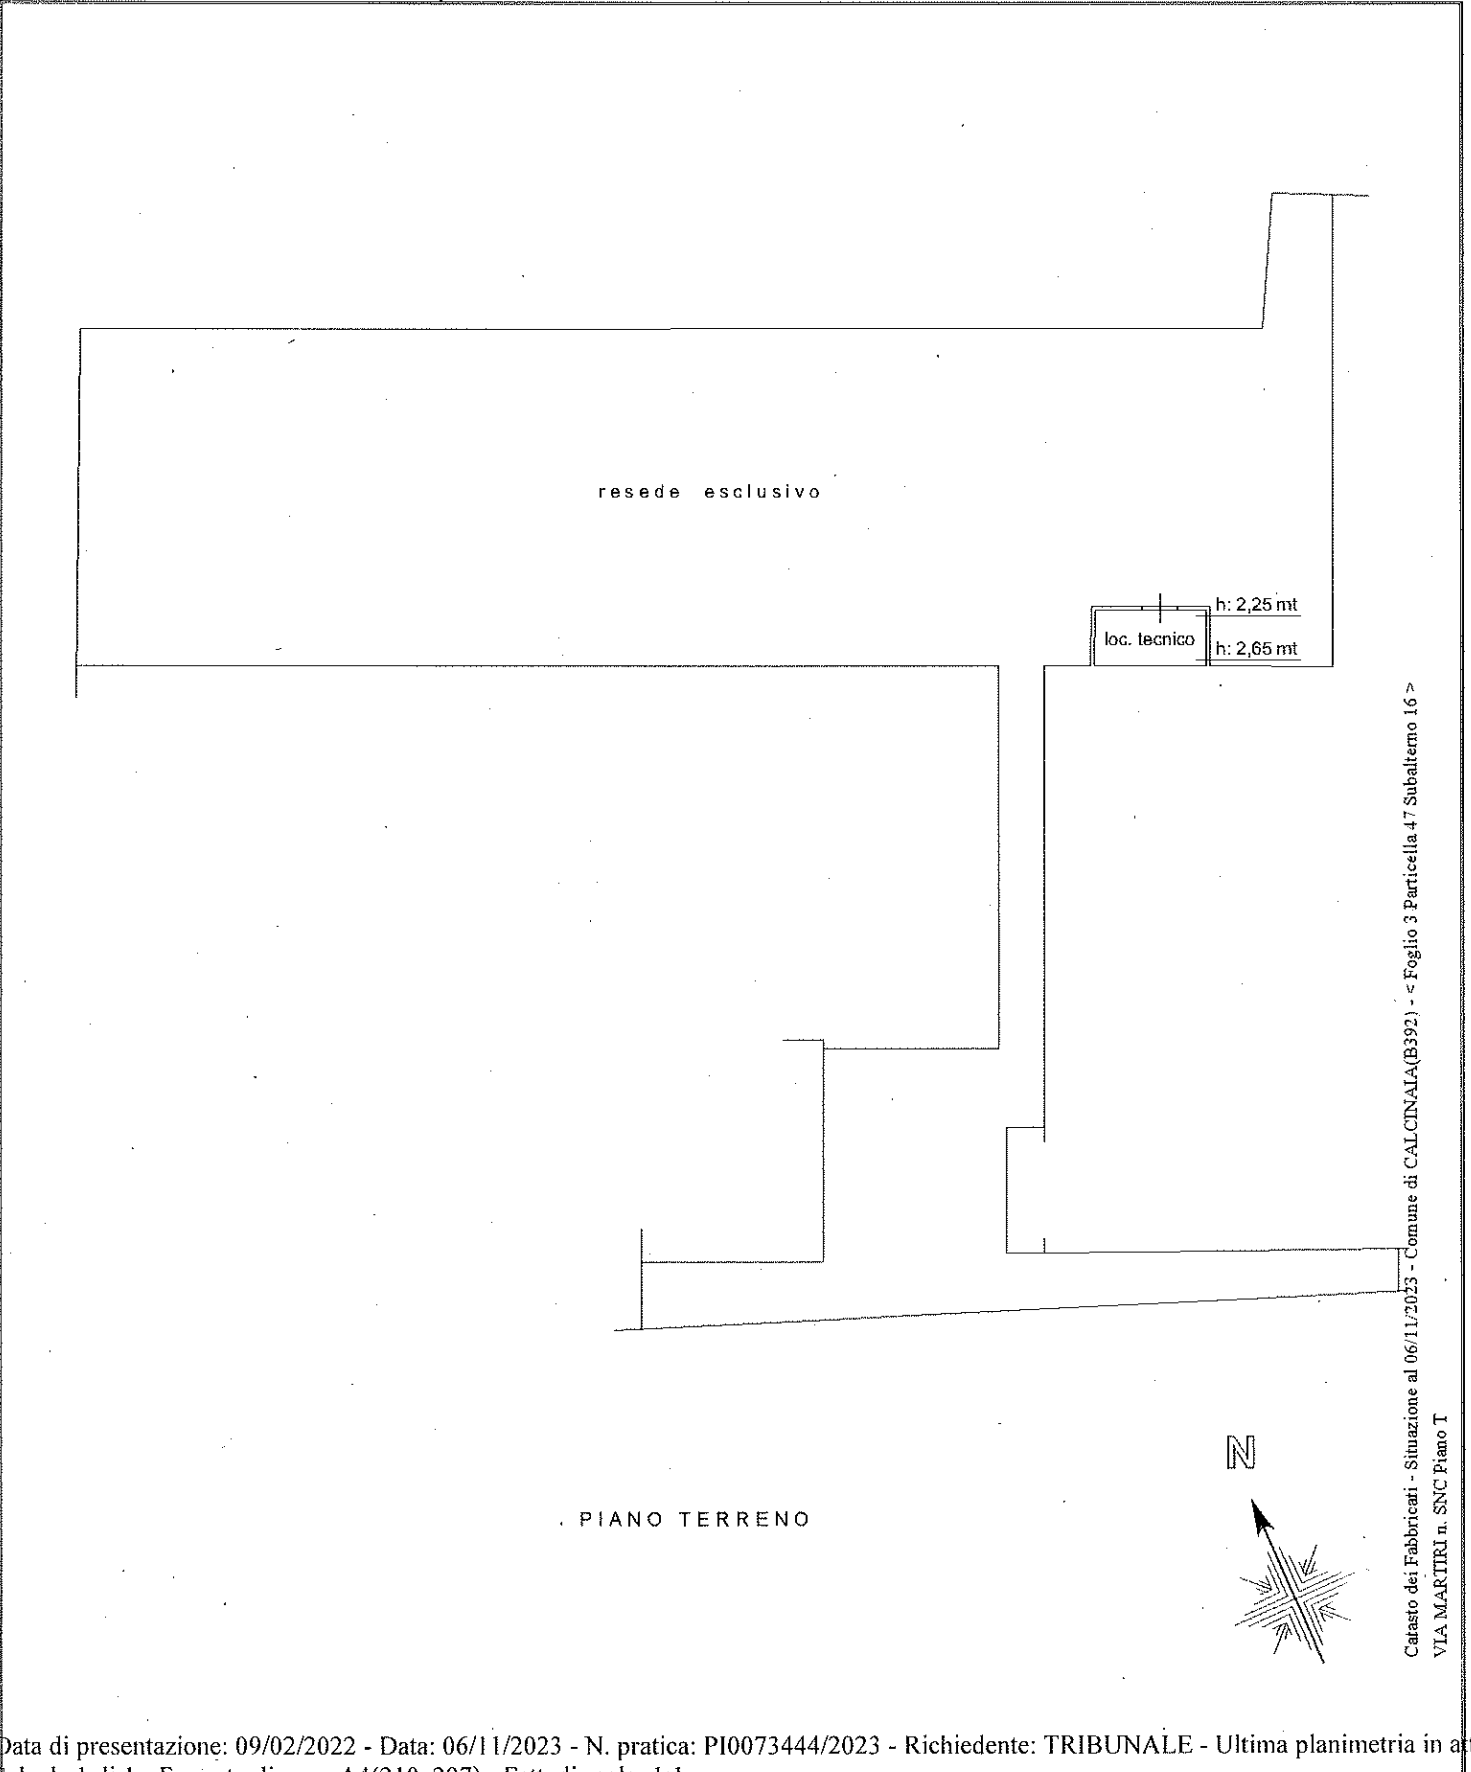 resede esclusivo
h: 2,25 mt
loc. tecnico
h: 2,65 mt
Catasto dei Fabbricati - Situazione al 06/11/2023 - Comune di CALCINAIA(B392) - < Foglio 3 Particella 47 Subalterno 16 >
VIA MARTIRI n. SNC Piano T
N
PIANO TERRENO
Data di presentazione: 09/02/2022 - Data: 06/11/2023 - N. pratica: PI0073444/2023 - Richiedente: TRIBUNALE - Ultima planimetria in